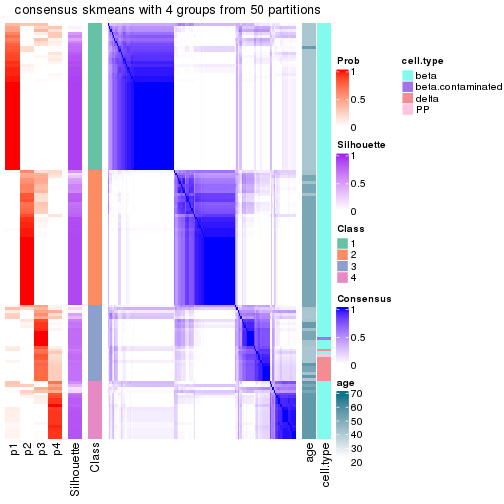 consensus skmeans with 4 groups from 50 partitions
Prob
1
0.5
0
Silhouette
1
0.5
0
Class
1
2
3
4
Consensus
1
0.5
0
age
70
60
50
40
30
20
cell.type
beta
beta.contaminated
delta
PP
p1
p2
p3
p4
Silhouette
Class
age
cell.type